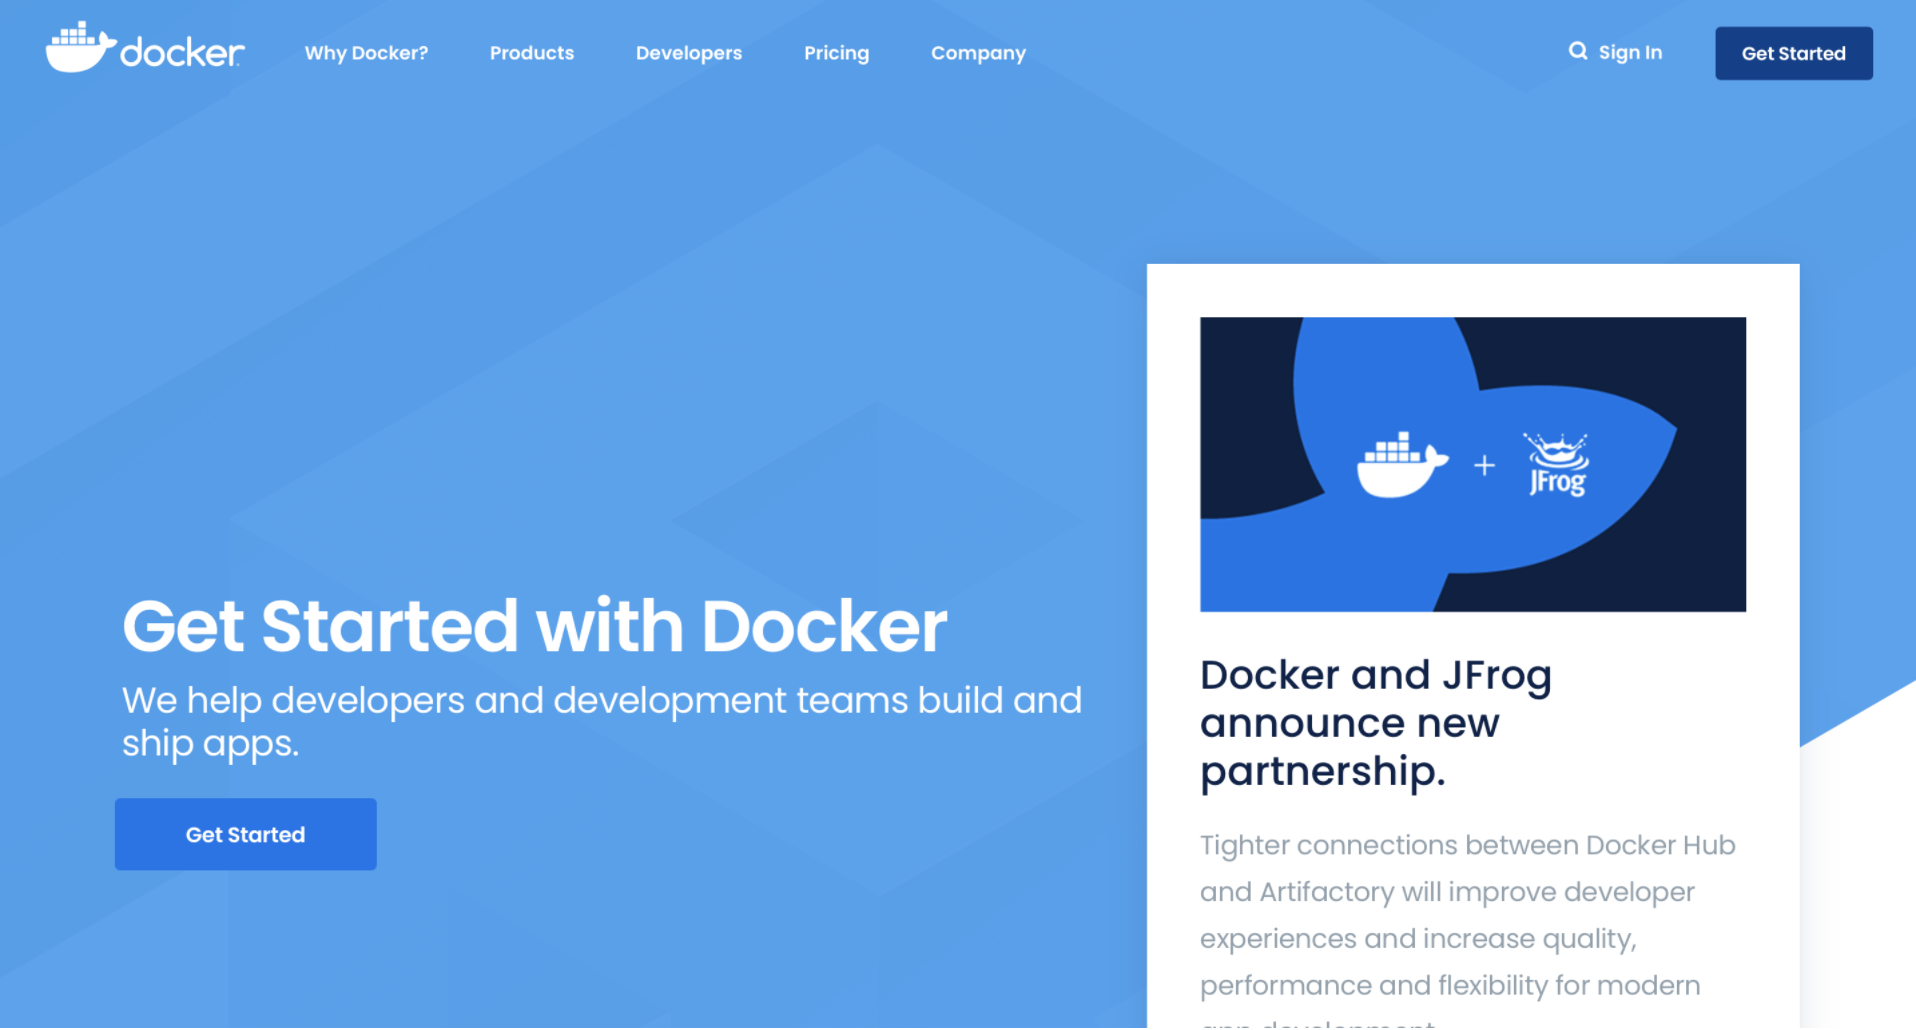 docker
Why Docker?
Products
Developers
Pricing
Company
Sign In
Get Started
Get Started with Docker
We help developers and development teams build and
ship apps.
Get Started
+
JFrog
Docker and JFrog
announce new
partnership.
Tighter connections between Docker Hub
and Artifactory will improve developer
experiences and increase quality,
performance and flexibility for modern
app development.